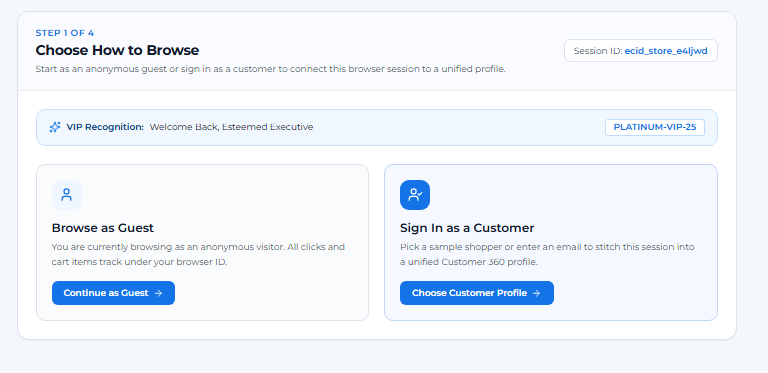 STEP 1 OF 4
Choose How to Browse
Start as an anonymous guest or sign in as a customer to connect this browser session to a unified profile.
Session ID: ecid_store_e4ljwd
VIP Recognition: Welcome Back, Esteemed Executive
PLATINUM-VIP-25
Browse as Guest
You are currently browsing as an anonymous visitor. All clicks and
cart items track under your browser ID.
Continue as Guest →
Sign In as a Customer
Pick a sample shopper or enter an email to stitch this session into
a unified Customer 360 profile.
Choose Customer Profile →